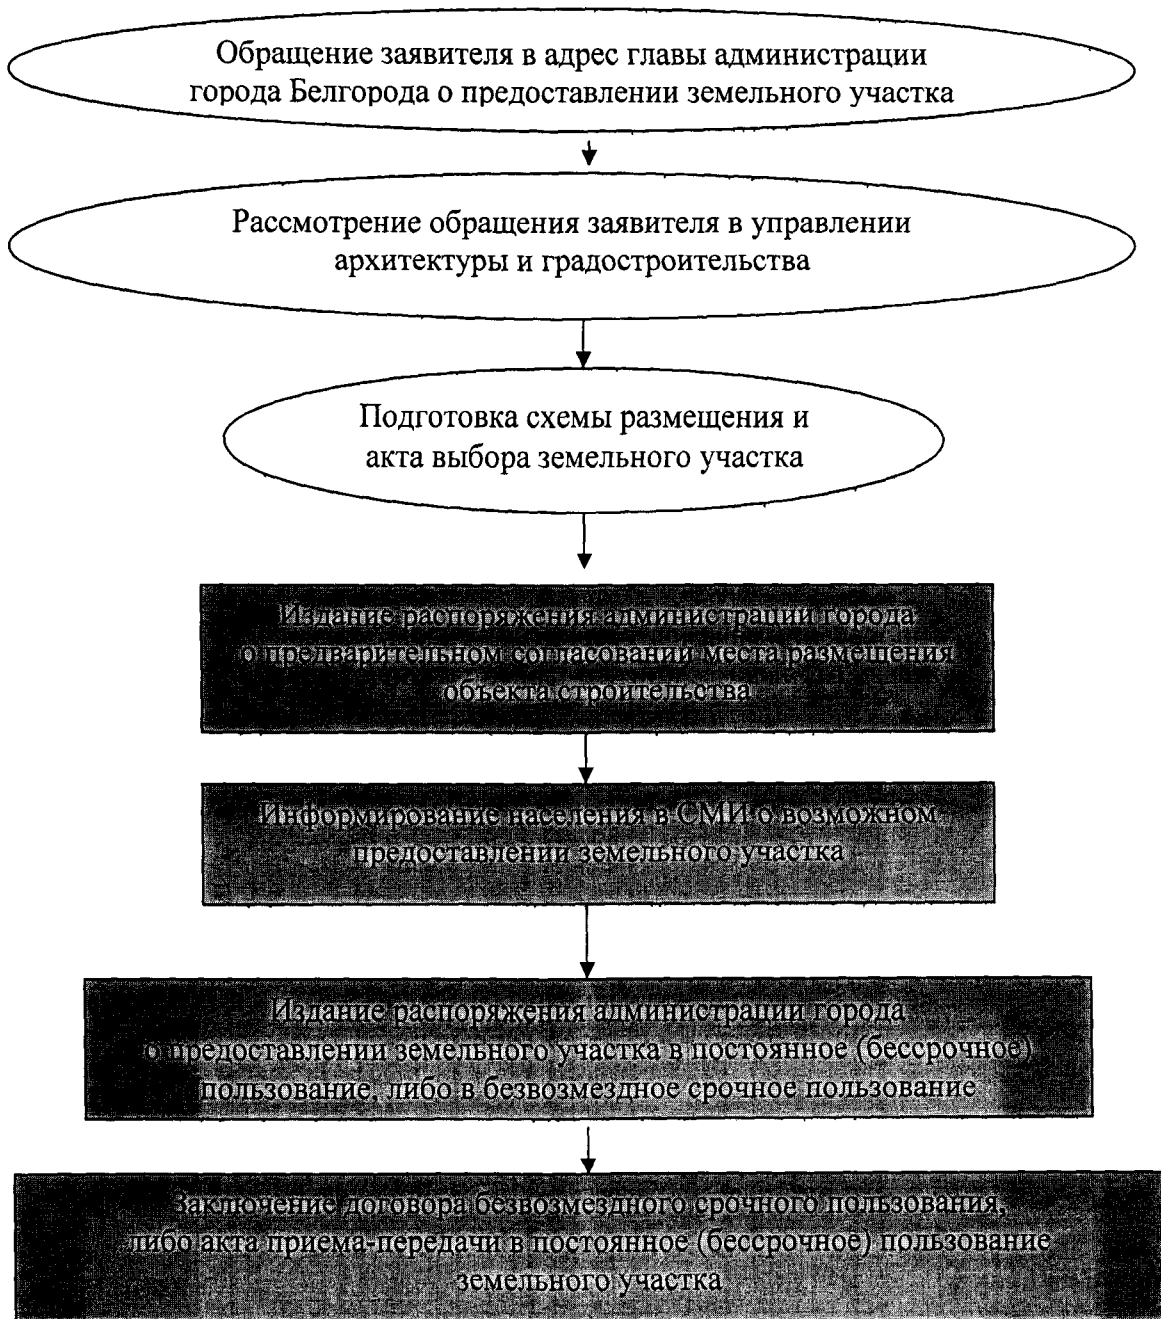 Обращение заявителя в адрес главы администрации
города Белгорода о предоставлении земельного участка
Рассмотрение обращения заявителя в управлении
архитектуры и градостроительства
Подготовка схемы размещения и
акта выбора земельного участка
Издание распоряжения администрации города
о предварительном согласовании места размещения
объекта строительства
Информирование населения в СМИ о возможном
предоставлении земельного участка
Издание распоряжения администрации города
о предоставлении земельного участка в постоянное (бессрочное)
пользование, либо в безвозмездное срочное пользование
Заключение договора безвозмездного срочного пользования,
либо акта приема-передачи в постоянное (бессрочное) пользование
земельного участка